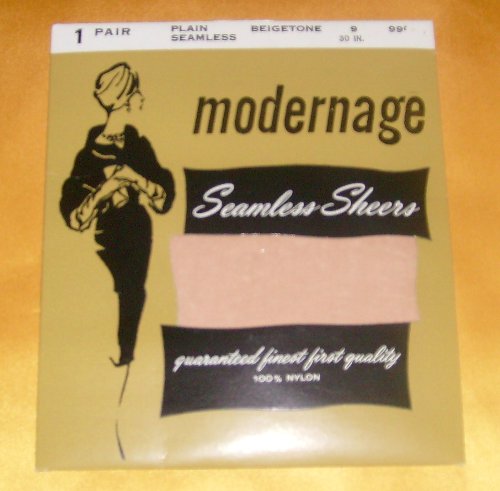 1 PAIR PLAIN SEAMLESS BEIGETONE 9 30 IN. 99¢
modernage
Seamless Sheers
guaranteed finest first quality
100% NYLON